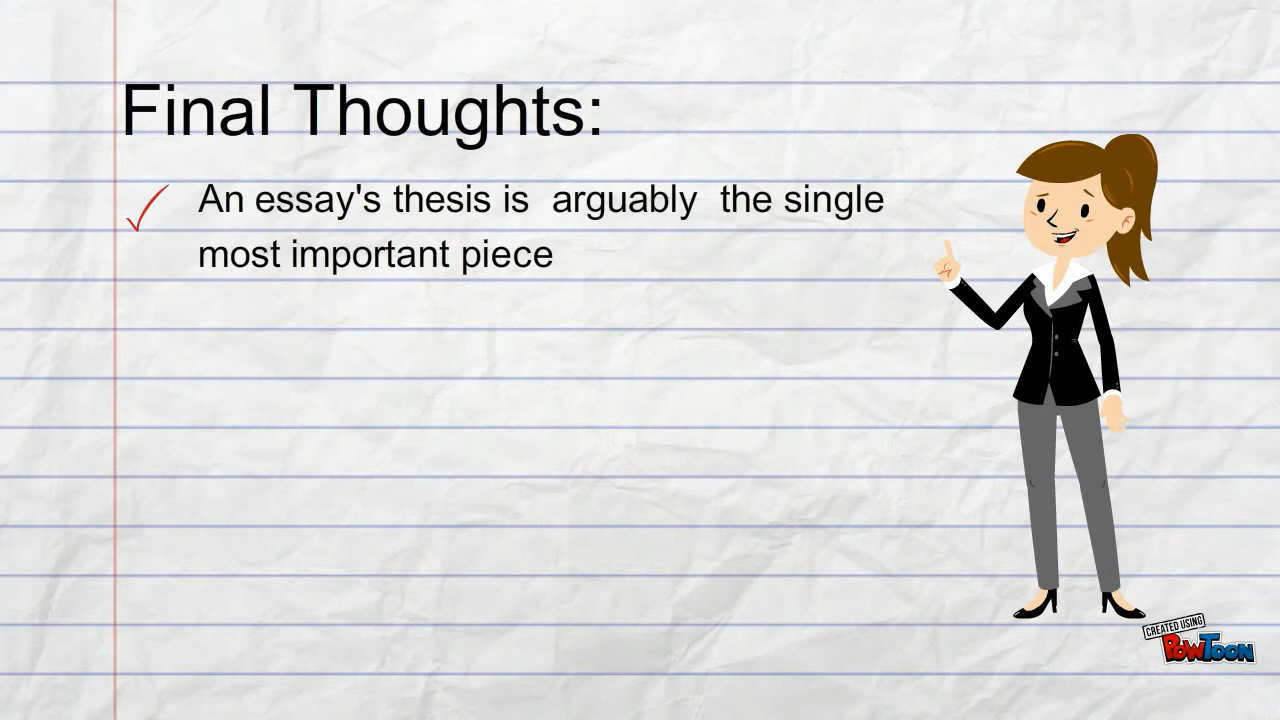 Final Thoughts:
An essay's thesis is  arguably  the single
most important piece
CREATED USING
POWTOON